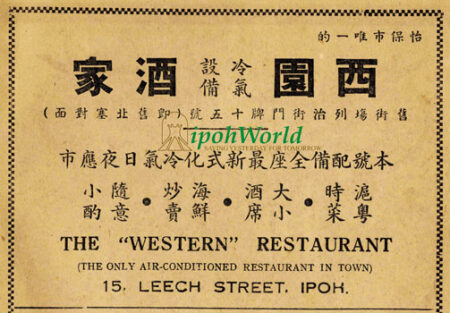 怡保市唯一的
西園 冷氣設備 酒家
舊街場列治街門牌十五號(即舊北塞對面)
ipohWorld
SAVING YESTERDAY FOR TOMORROW
本號配備全座最新式化冷氣日夜應市
滬粵時菜•大小酒席•海鮮炒賣•隨意小酌
THE "WESTERN" RESTAURANT
(THE ONLY AIR-CONDITIONED RESTAURANT IN TOWN)
15, LEECH STREET, IPOH.